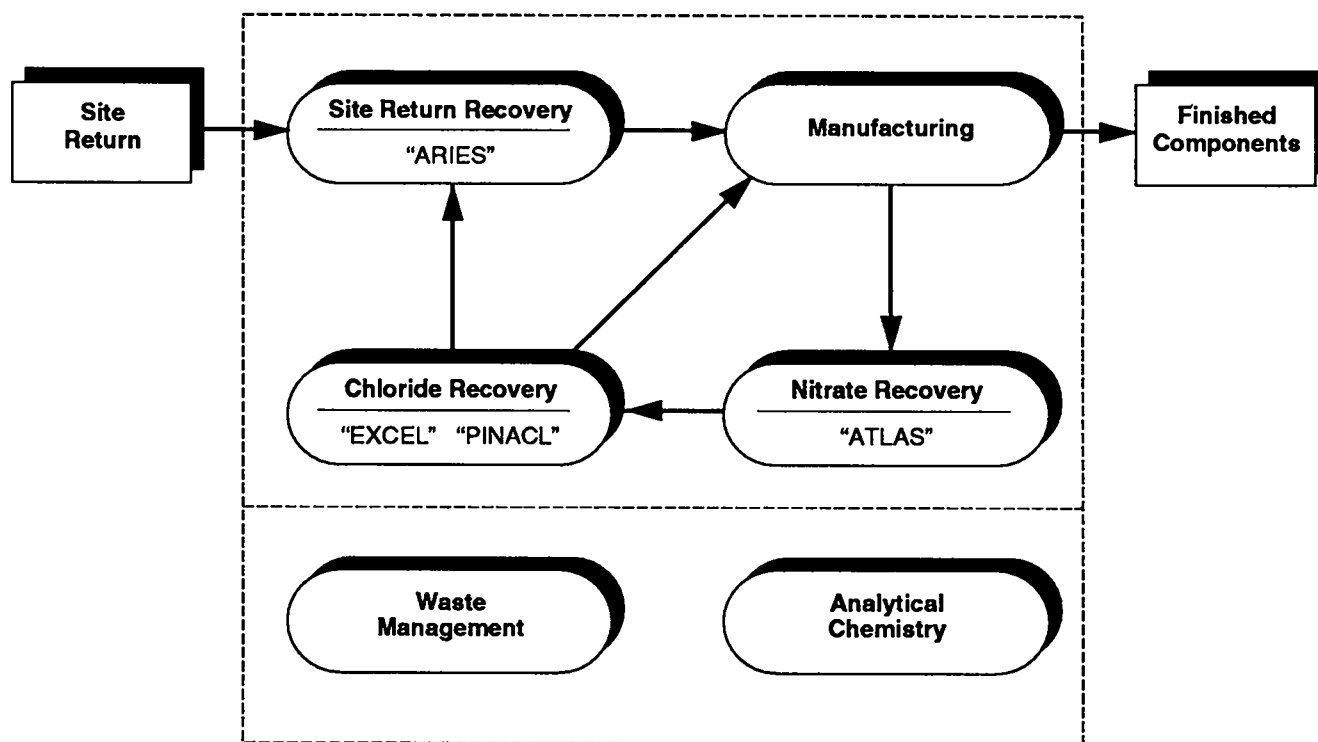 Site
Return
Site Return Recovery
“ARIES”
Manufacturing
Finished
Components
Chloride Recovery
“EXCEL” “PINACL”
Nitrate Recovery
“ATLAS”
Waste
Management
Analytical
Chemistry